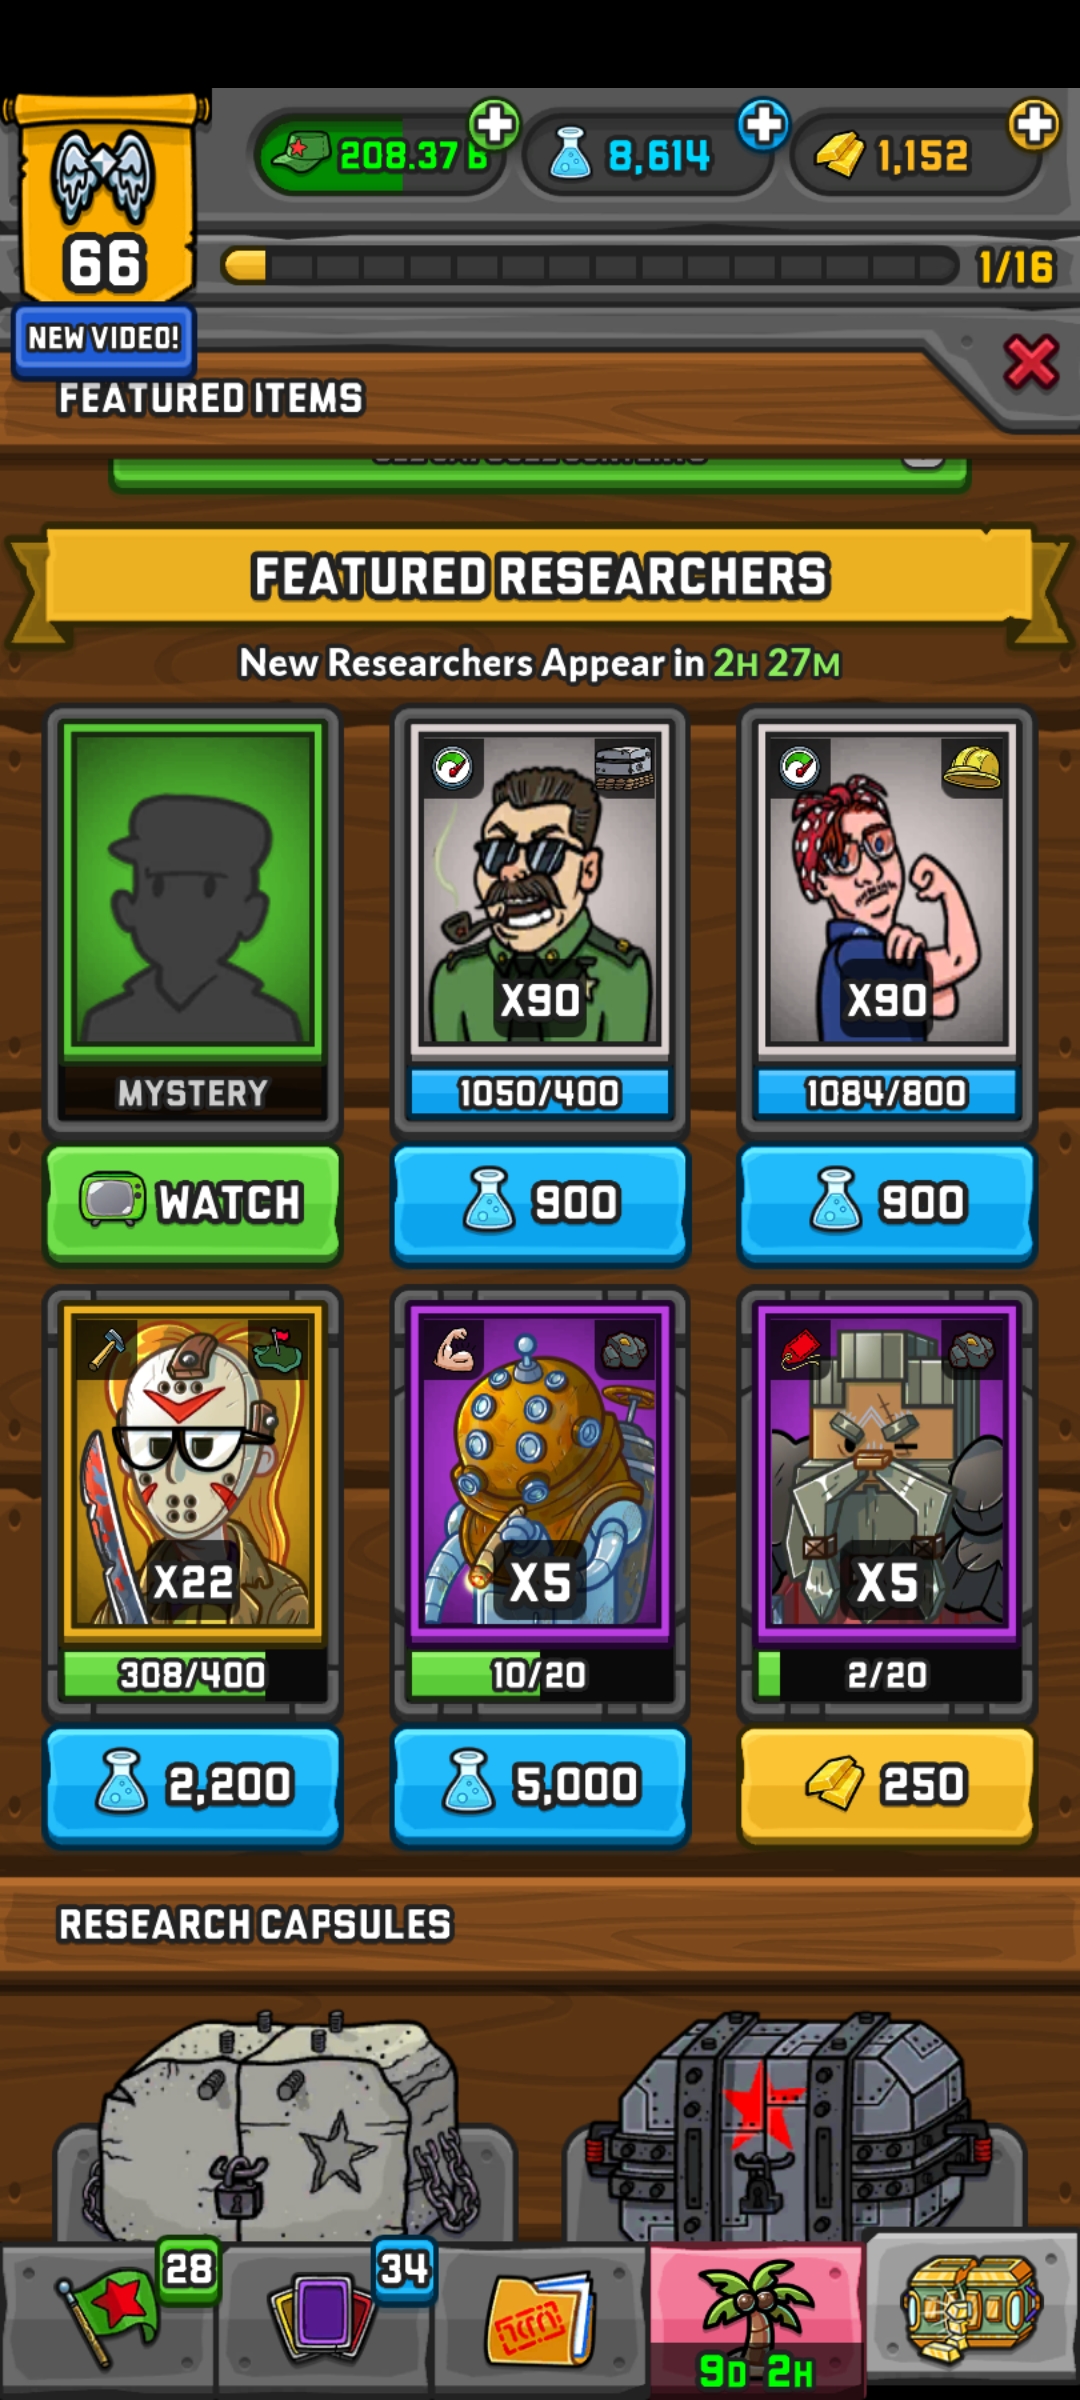 208.37 B
8,614
1,152
66
1/16
NEW VIDEO!
FEATURED ITEMS
FEATURED RESEARCHERS
New Researchers Appear in 2H 27M
X90
X90
MYSTERY
1050/400
1084/800
WATCH
900
900
X22
X5
X5
308/400
10/20
2/20
2,200
5,000
250
RESEARCH CAPSULES
28
34
9D 2H